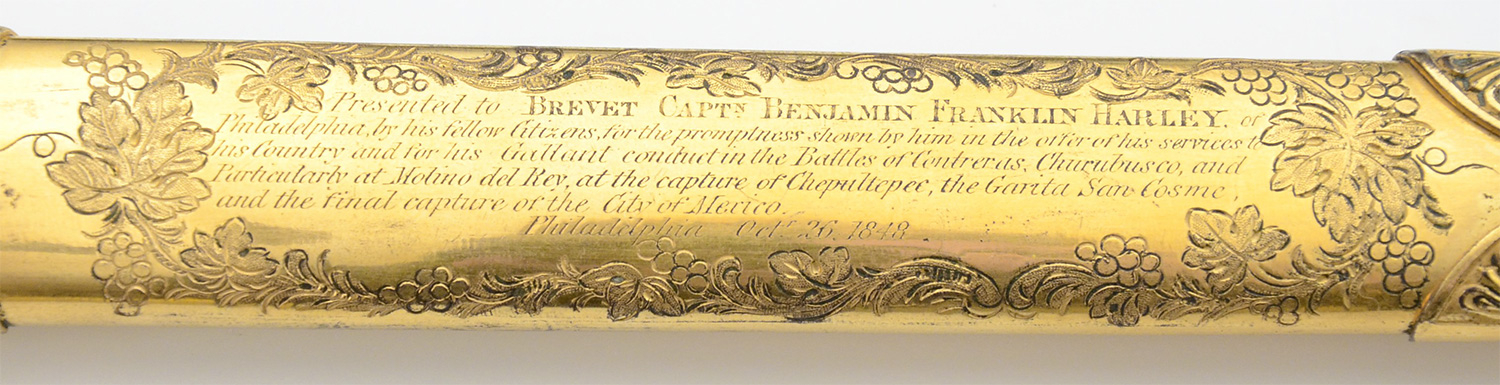 Presented to BREVET CAPTN BENJAMIN FRANKLIN HARLEY, of
Philadelphia, by his fellow Citizens, for the promptness shown by him in the offer of his services to
his Country and for his Gallant conduct in the Battles of Contreras, Churubusco, and
Particularly at Molino del Rey, at the capture of Chepultepec, the Garita San Cosme,
and the final capture of the City of Mexico.
Philadelphia Octr 26, 1848